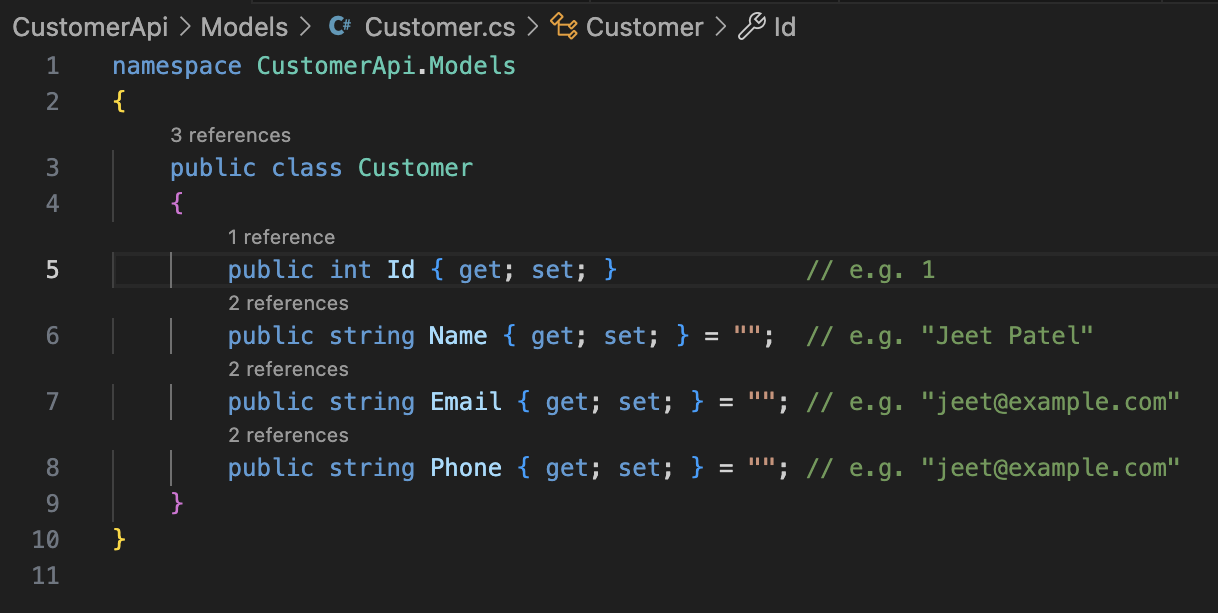 CustomerApi > Models > C# Customer.cs > Customer > Id
1 namespace CustomerApi.Models
2 {
3 references
3 public class Customer
4 {
1 reference
5 public int Id { get; set; } // e.g. 1
2 references
6 public string Name { get; set; } = ""; // e.g. "Jeet Patel"
2 references
7 public string Email { get; set; } = ""; // e.g. "jeet@example.com"
2 references
8 public string Phone { get; set; } = ""; // e.g. "jeet@example.com"
9 }
10 }
11